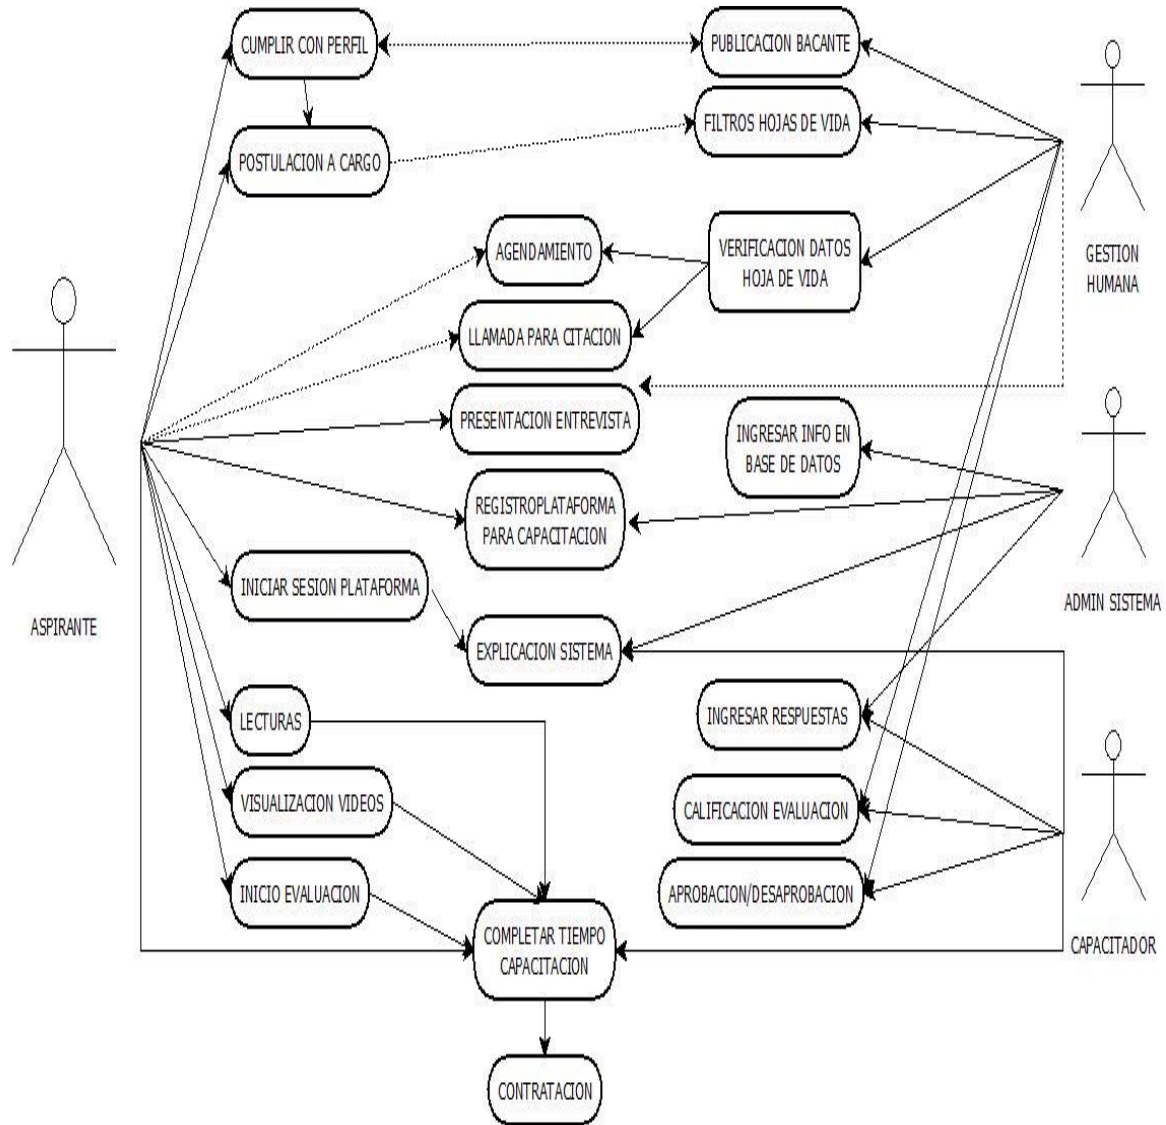 CUMPLIR CON PERFIL
PUBLICACION BACANTE
FILTROS HOJAS DE VIDA
POSTULACION A CARGO
AGENDAMIENTO
VERIFICACION DATOS
HOJA DE VIDA
GESTION
HUMANA
LLAMADA PARA CITACION
PRESENTACION ENTREVISTA
INGRESAR INFO EN
BASE DE DATOS
REGISTROPLATAFORMA
PARA CAPACITACION
INICIAR SESION PLATAFORMA
ADMIN SISTEMA
ASPIRANTE
EXPLICACION SISTEMA
LECTURAS
INGRESAR RESPUESTAS
VISUALIZACION VIDEOS
CALIFICACION EVALUACION
INICIO EVALUACION
APROBACION/DESAPROBACION
COMPLETAR TIEMPO
CAPACITACION
CAPACITADOR
CONTRATACION